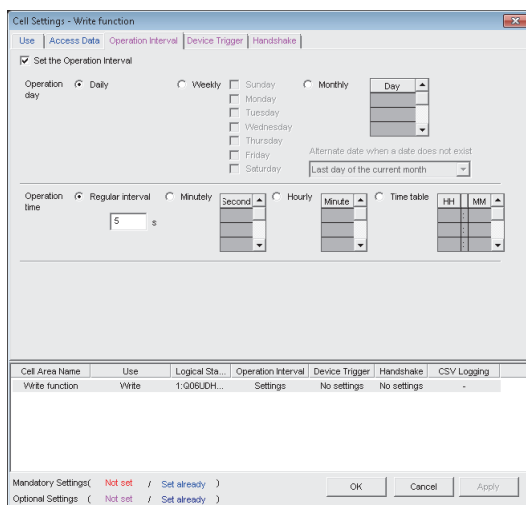 Cell Settings - Write function
Use Access Data Operation Interval Device Trigger Handshake
Set the Operation Interval
Operation day Daily Weekly Sunday Monthly Day
Monday
Tuesday
Wednesday
Thursday Alternate date when a date does not exist
Friday
Saturday Last day of the current month
Operation time Regular interval Minutely Second Hourly Minute Time table HH MM
5 s : : :
Cell Area Name Use Logical Sta... Operation Interval Device Trigger Handshake CSV Logging
Write function Write 1:Q06UDH... Settings No settings No settings -
Mandatory Settings( Not set / Set already )
Optional Settings ( Not set / Set already )
OK Cancel Apply